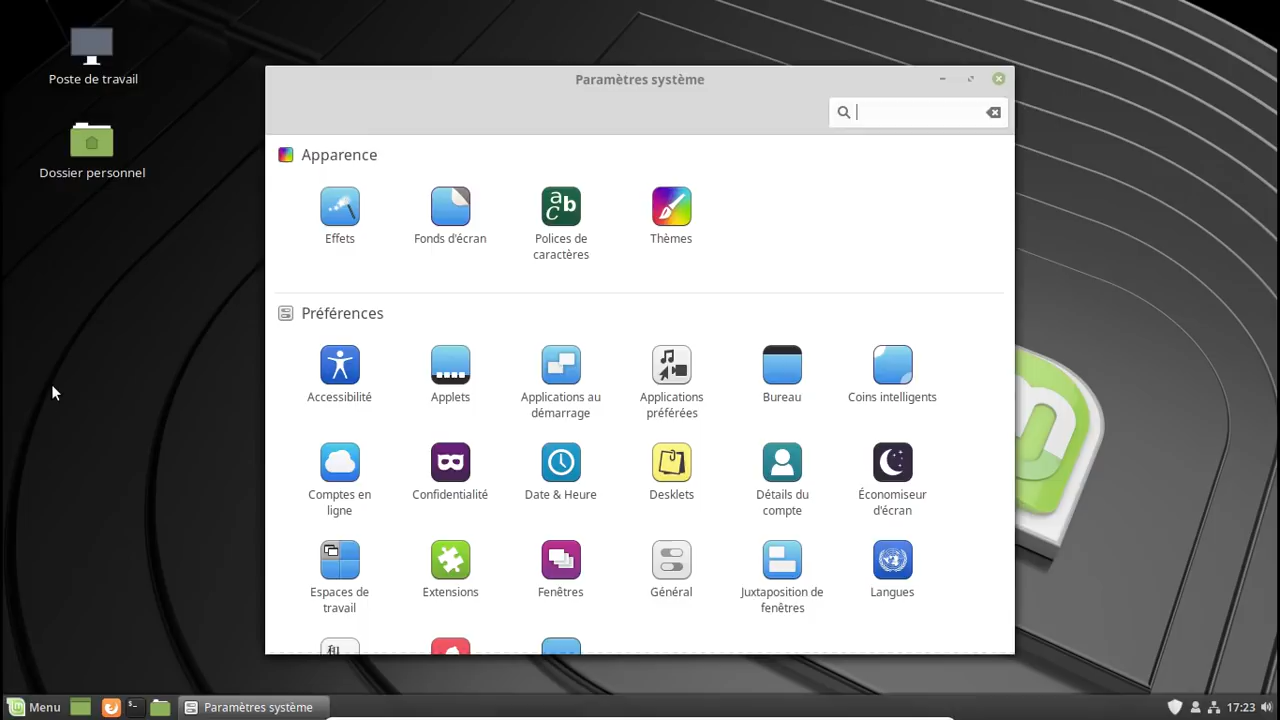 Poste de travail
Dossier personnel
Paramètres système
Apparence
Effets
Fonds d'écran
Polices de
caractères
Thèmes
Préférences
Accessibilité
Applets
Applications au
démarrage
Applications
préférées
Bureau
Coins intelligents
Comptes en
ligne
Confidentialité
Date & Heure
Desklets
Détails du
compte
Économiseur
d'écran
Espaces de
travail
Extensions
Fenêtres
Général
Juxtaposition de
fenêtres
Langues
Menu
Paramètres système
17:23